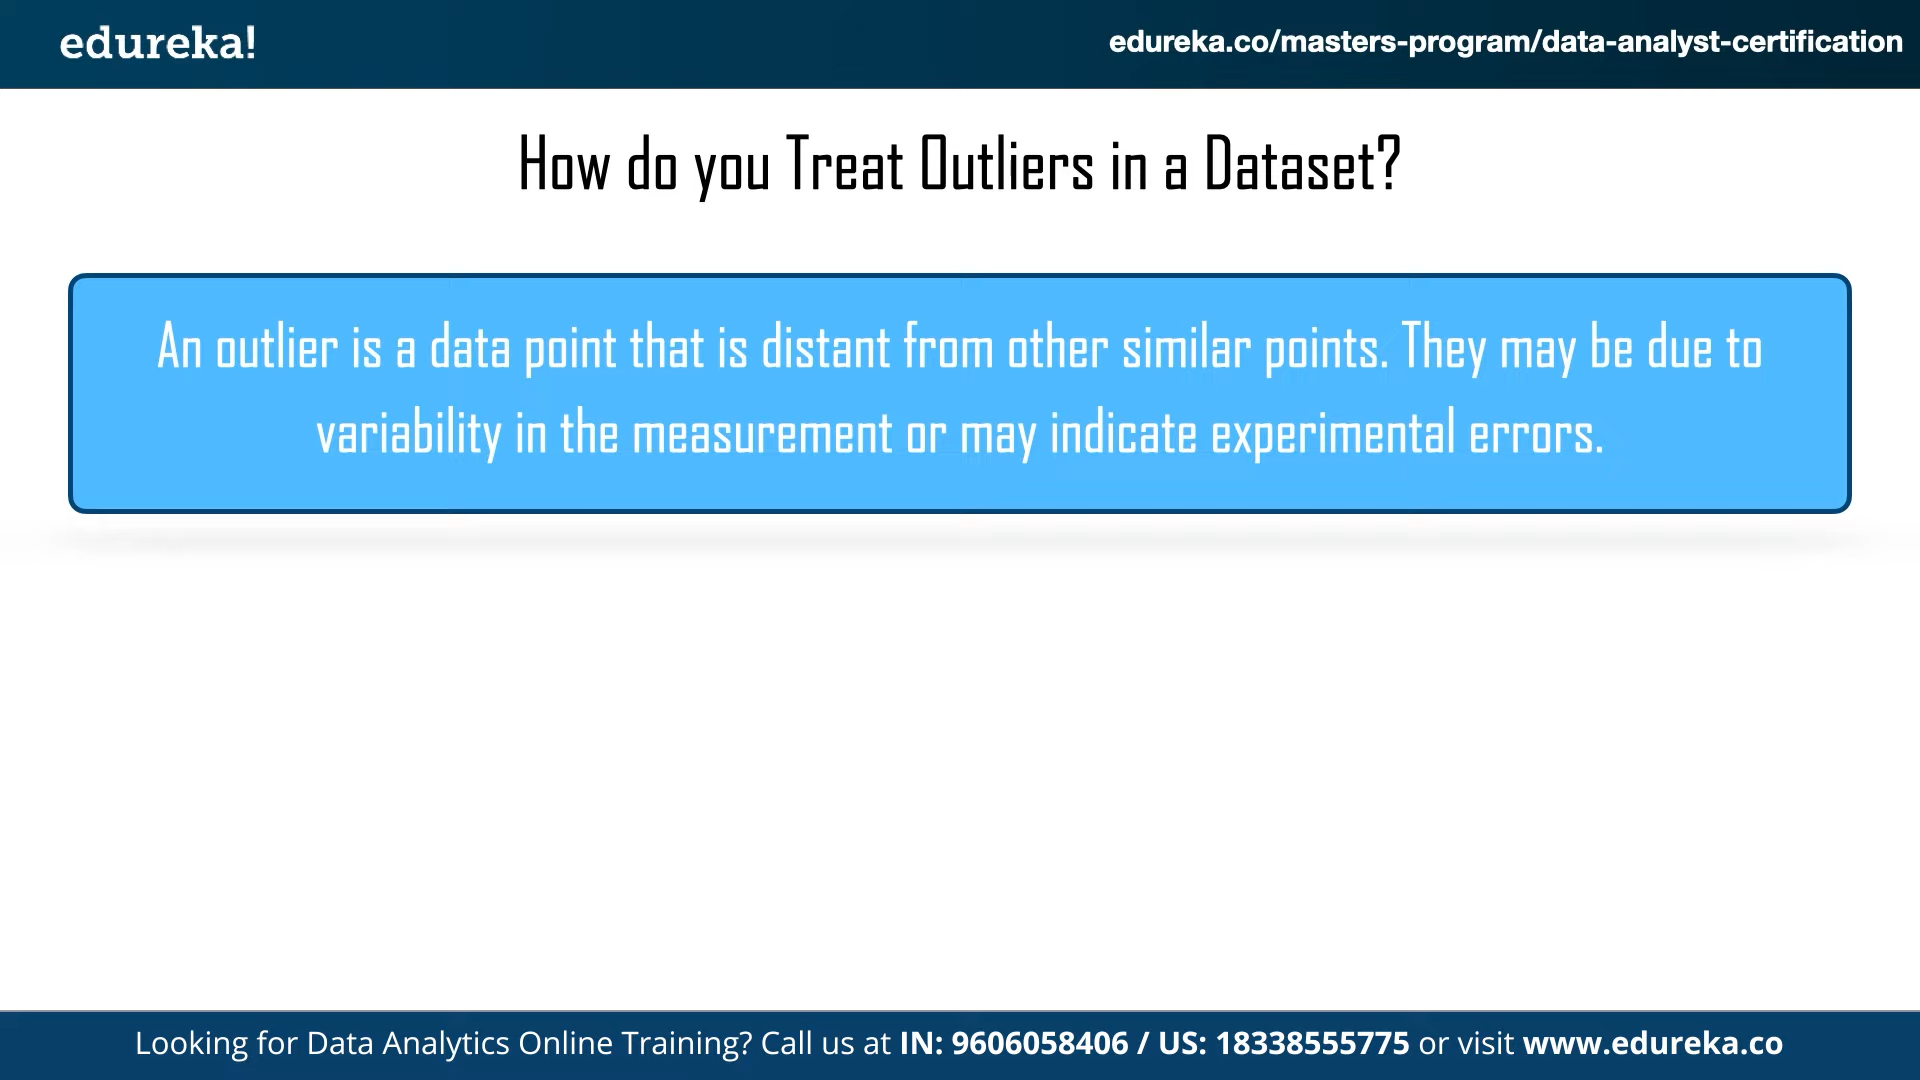 edureka!
edureka.co/masters-program/data-analyst-certification
How do you Treat Outliers in a Dataset?
An outlier is a data point that is distant from other similar points. They may be due to
variability in the measurement or may indicate experimental errors.
Looking for Data Analytics Online Training? Call us at IN: 9606058406 / US: 18338555775 or visit www.edureka.co